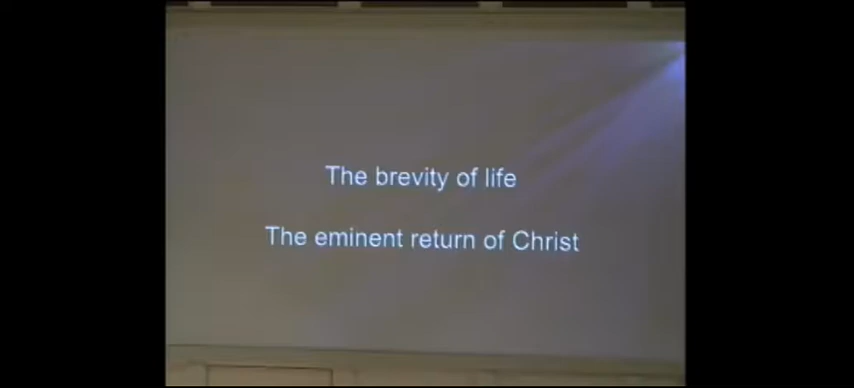 The brevity of life
The eminent return of Christ